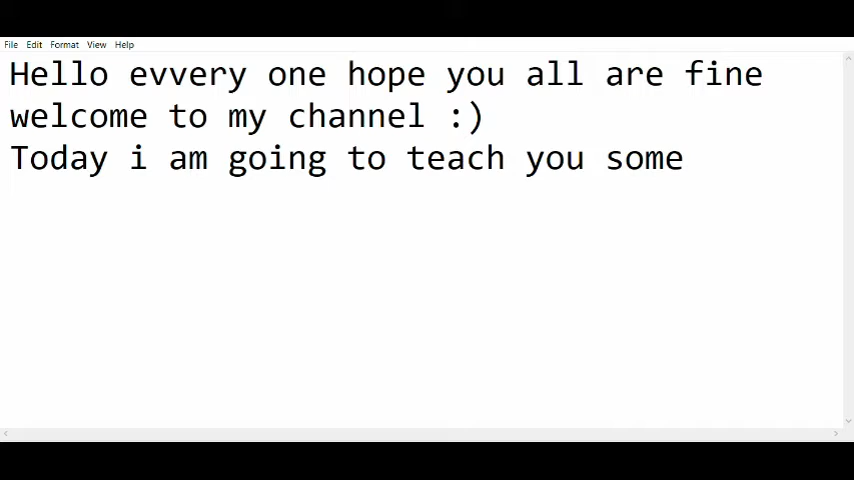 File Edit Format View Help
Hello evvery one hope you all are fine
welcome to my channel :)
Today i am going to teach you some